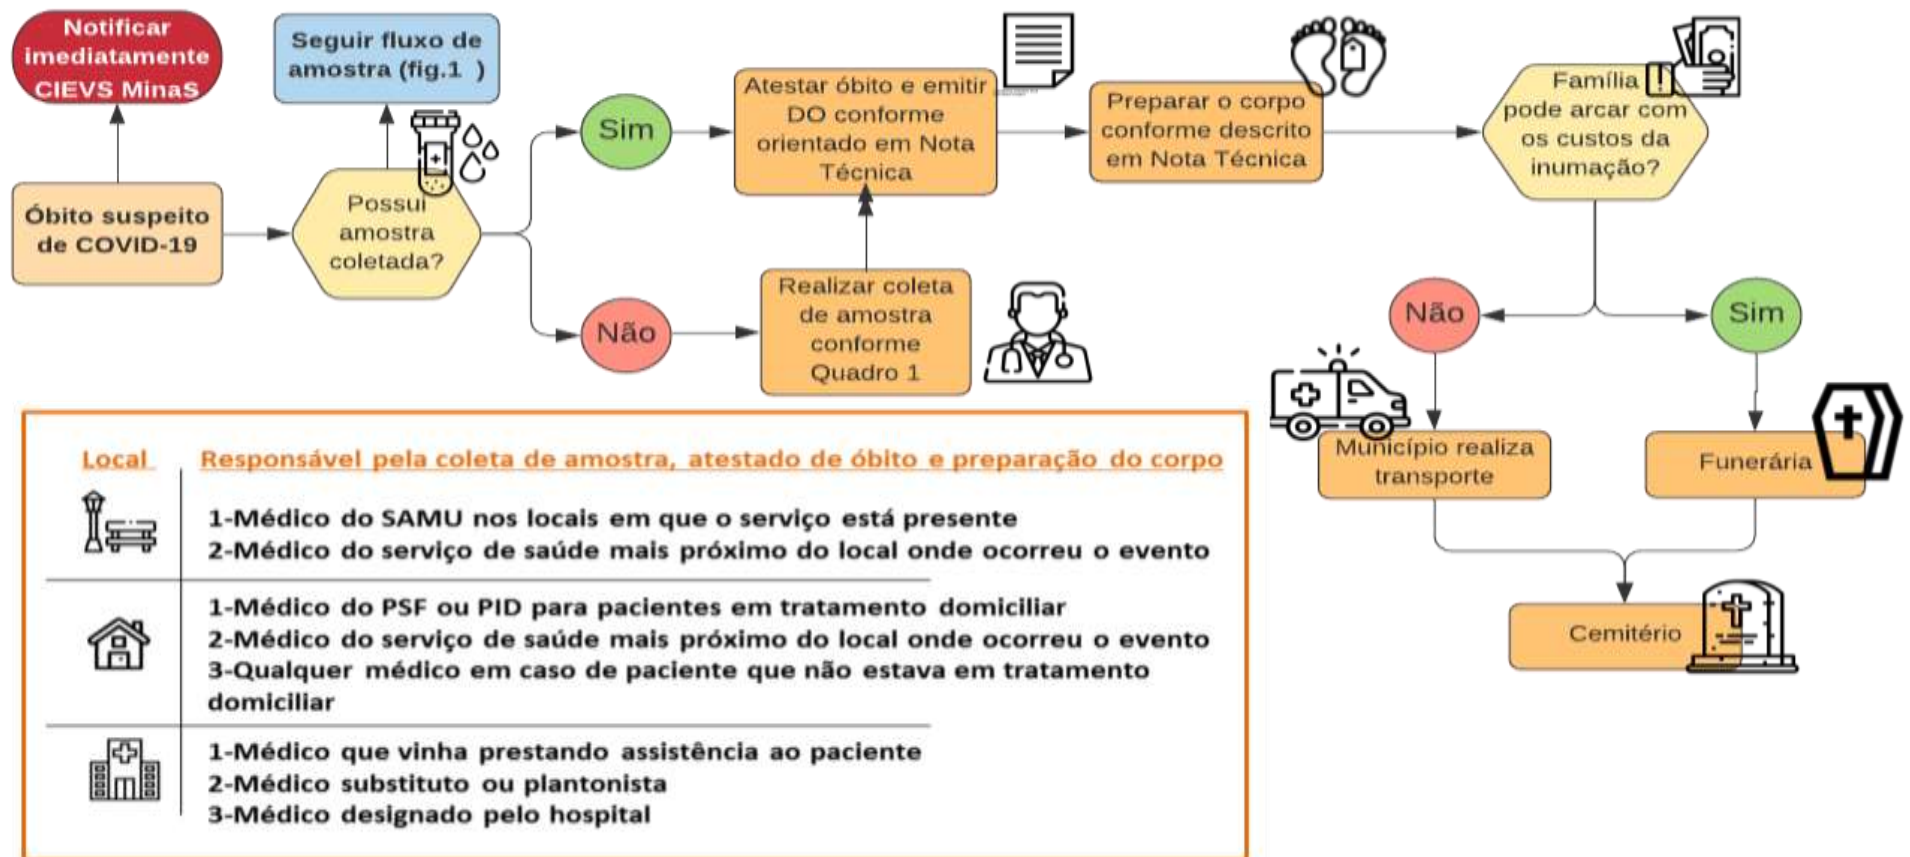 Notificar
imediatamente
CIEVS MinaS
Seguir fluxo de
amostra (fig.1 )
Óbito suspeito
de COVID-19
Possui
amostra
coletada?
Sim
Não
Atestar óbito e emitir
DO conforme
orientado em Nota
Técnica
Realizar coleta
de amostra
conforme
Quadro 1
Preparar o corpo
conforme descrito
em Nota Técnica
Família
pode arcar com
os custos da
inumação?
Não
Sim
Município realiza
transporte
Funerária
Cemitério
Local Responsável pela coleta de amostra, atestado de óbito e preparação do corpo
1-Médico do SAMU nos locais em que o serviço está presente
2-Médico do serviço de saúde mais próximo do local onde ocorreu o evento
1-Médico do PSF ou PID para pacientes em tratamento domiciliar
2-Médico do serviço de saúde mais próximo do local onde ocorreu o evento
3-Qualquer médico em caso de paciente que não estava em tratamento
domiciliar
1-Médico que vinha prestando assistência ao paciente
2-Médico substituto ou plantonista
3-Médico designado pelo hospital